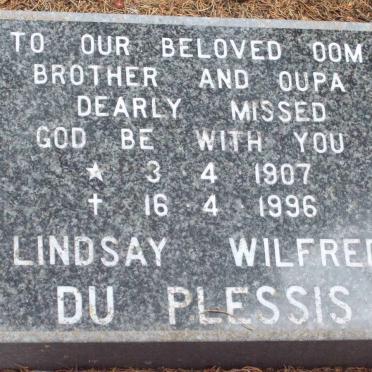 TO OUR BELOVED OOM
BROTHER AND OUPA
DEARLY MISSED
GOD BE WITH YOU
★ 3 4 1907
† 16 4 1996
LINDSAY WILFRED
DU PLESSIS